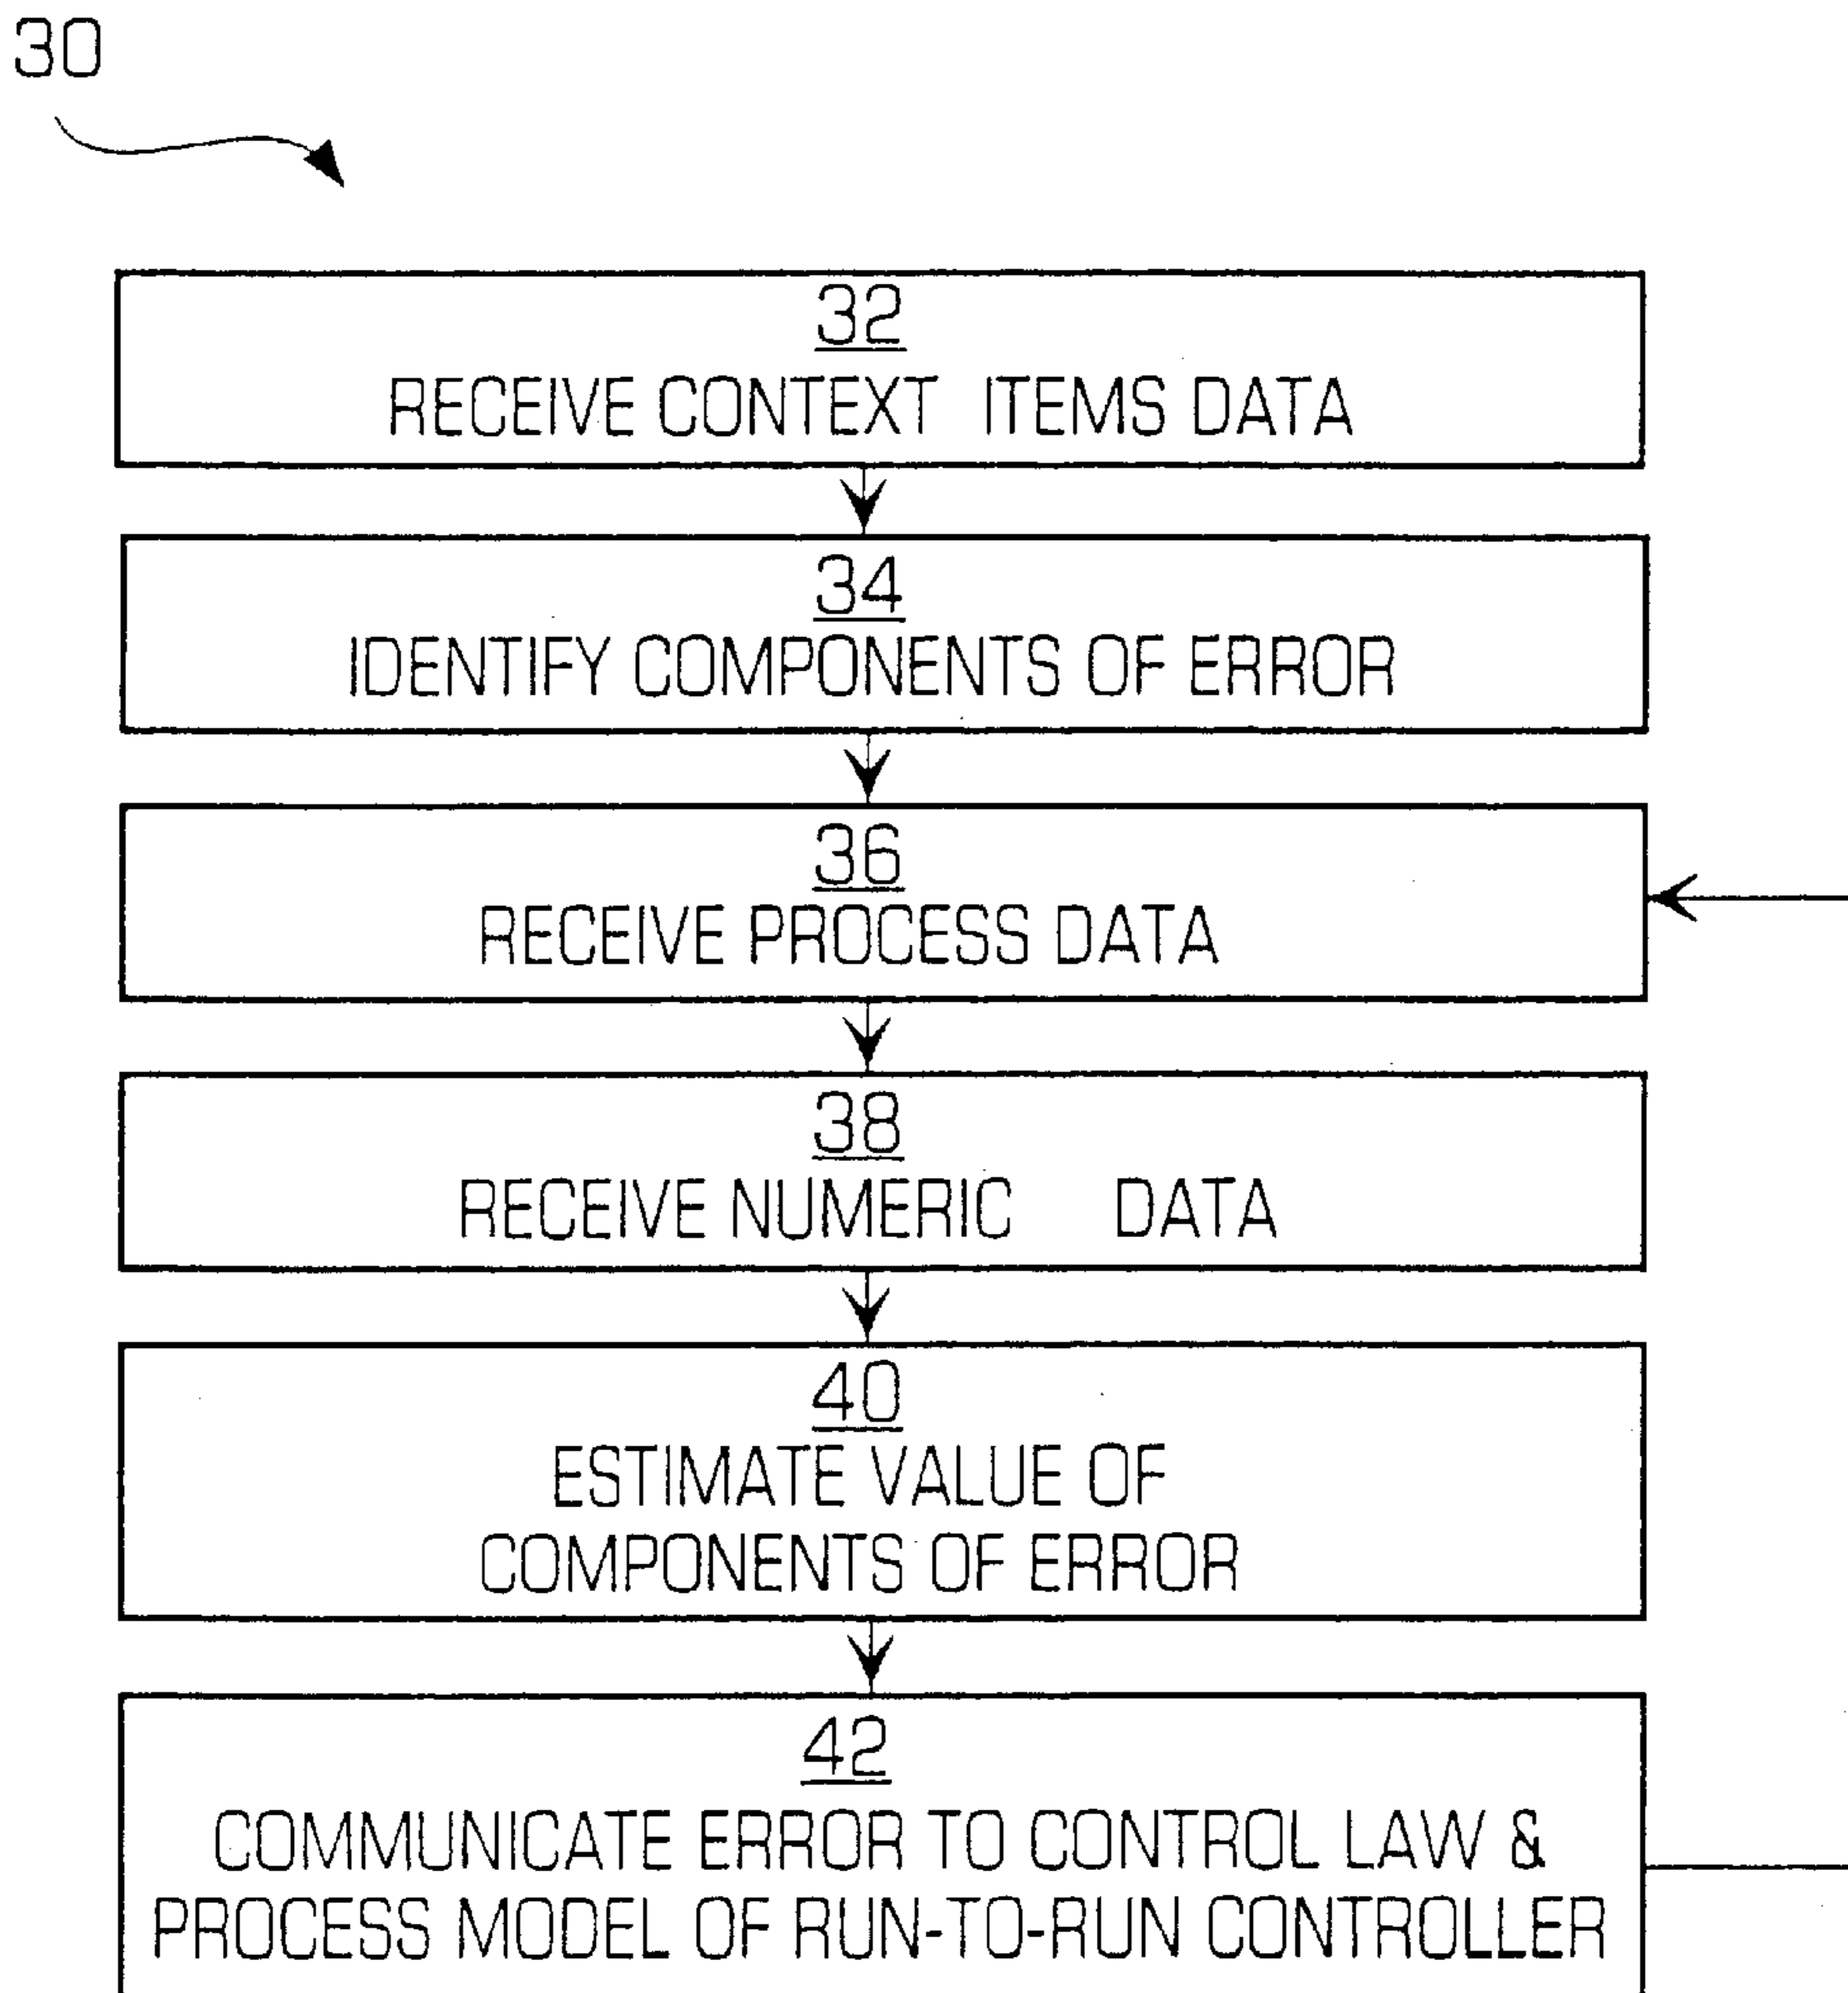 30
32
RECEIVE CONTEXT ITEMS DATA
34
IDENTIFY COMPONENTS OF ERROR
36
RECEIVE PROCESS DATA
38
RECEIVE NUMERIC DATA
40
ESTIMATE VALUE OF
COMPONENTS OF ERROR
42
COMMUNICATE ERROR TO CONTROL LAW &
PROCESS MODEL OF RUN-TO-RUN CONTROLLER